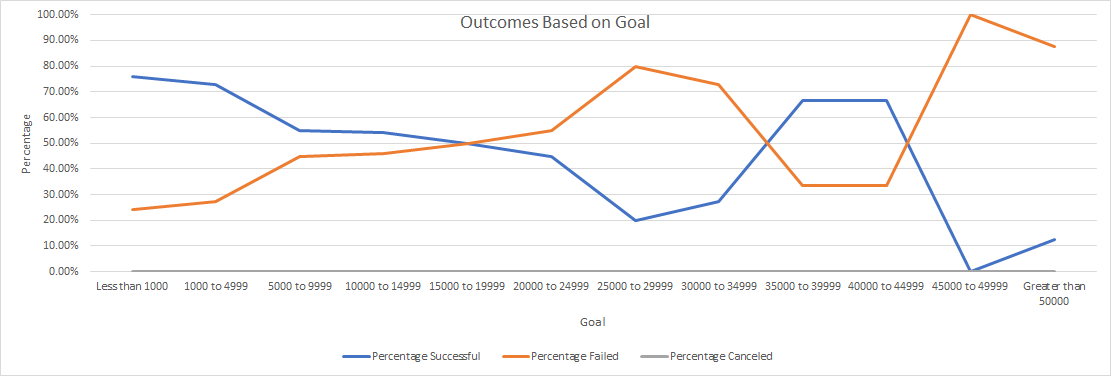 Outcomes Based on Goal
100.00%
90.00%
80.00%
70.00%
60.00%
50.00%
40.00%
30.00%
20.00%
10.00%
0.00%
Percentage
Less than 1000
1000 to 4999
5000 to 9999
10000 to 14999
15000 to 19999
20000 to 24999
25000 to 29999
30000 to 34999
35000 to 39999
40000 to 44999
45000 to 49999
Greater than
50000
Goal
Percentage Successful
Percentage Failed
Percentage Canceled